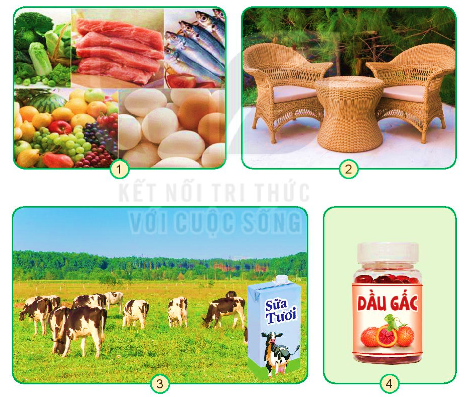 1
2
KẾT NỐI TRI THỨC
VỚI CUỘC SỐNG
Sữa
Tươi
DẦU GẤC
3
4